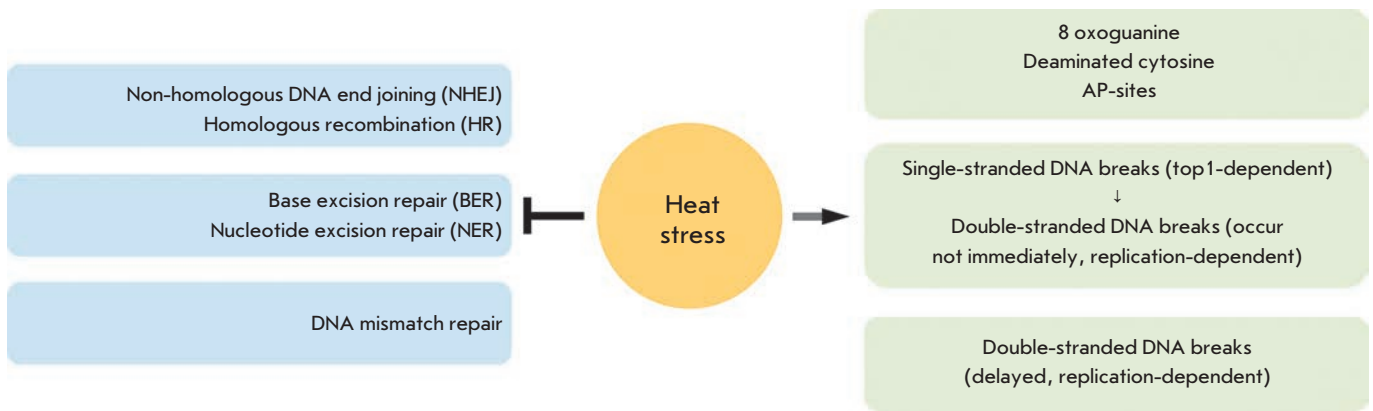 Non-homologous DNA end joining (NHEJ)
Homologous recombination (HR)
Base excision repair (BER)
Nucleotide excision repair (NER)
DNA mismatch repair
Heat
stress
8 oxoguanine
Deaminated cytosine
AP-sites
Single-stranded DNA breaks (top1-dependent)
↓
Double-stranded DNA breaks (occur
not immediately, replication-dependent)
Double-stranded DNA breaks
(delayed, replication-dependent)